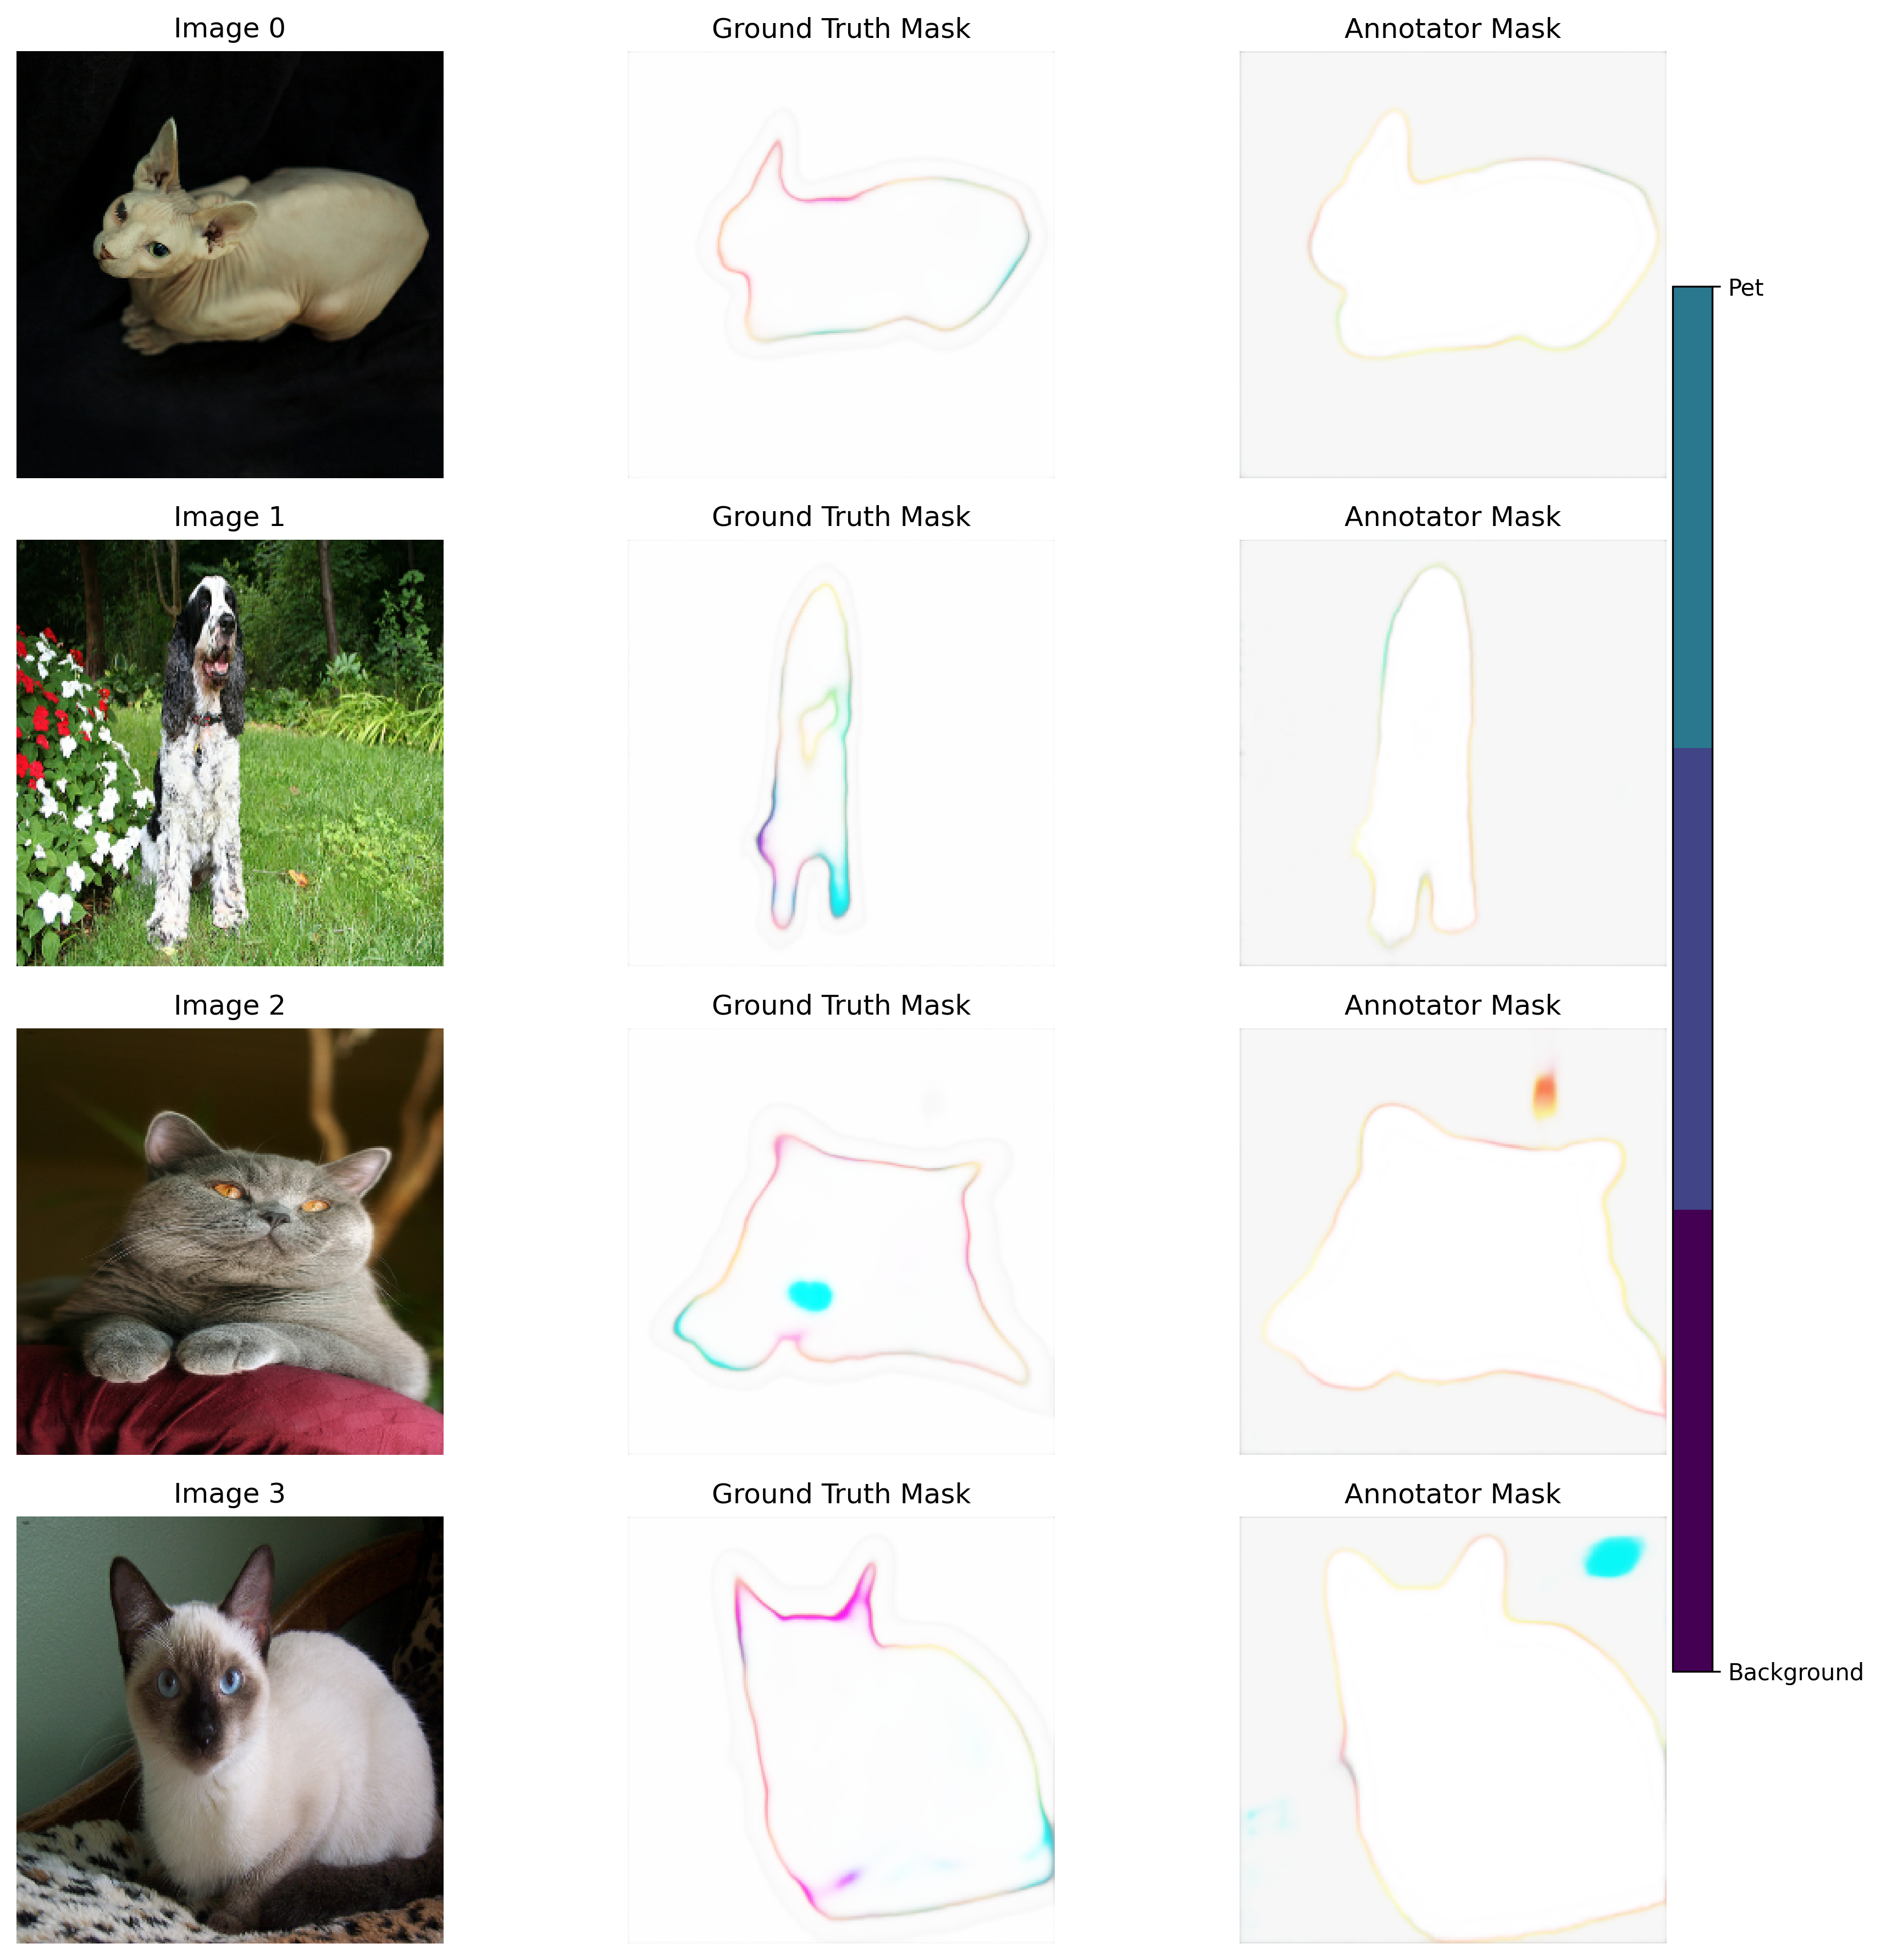 Image 0
Ground Truth Mask
Annotator Mask
Image 1
Ground Truth Mask
Annotator Mask
Image 2
Ground Truth Mask
Annotator Mask
Image 3
Ground Truth Mask
Annotator Mask
Pet
Background